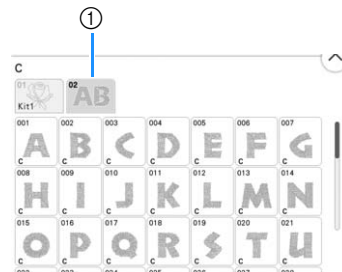 ①
C
01 02
Kit1 AB
001 002 003 004 005 006 007
A B C D E F G
C C C C C C C
008 009 010 011 012 013 014
H I J K L M N
C C C C C C C
015 016 017 018 019 020 021
O P Q R S T U
C C C C C C C